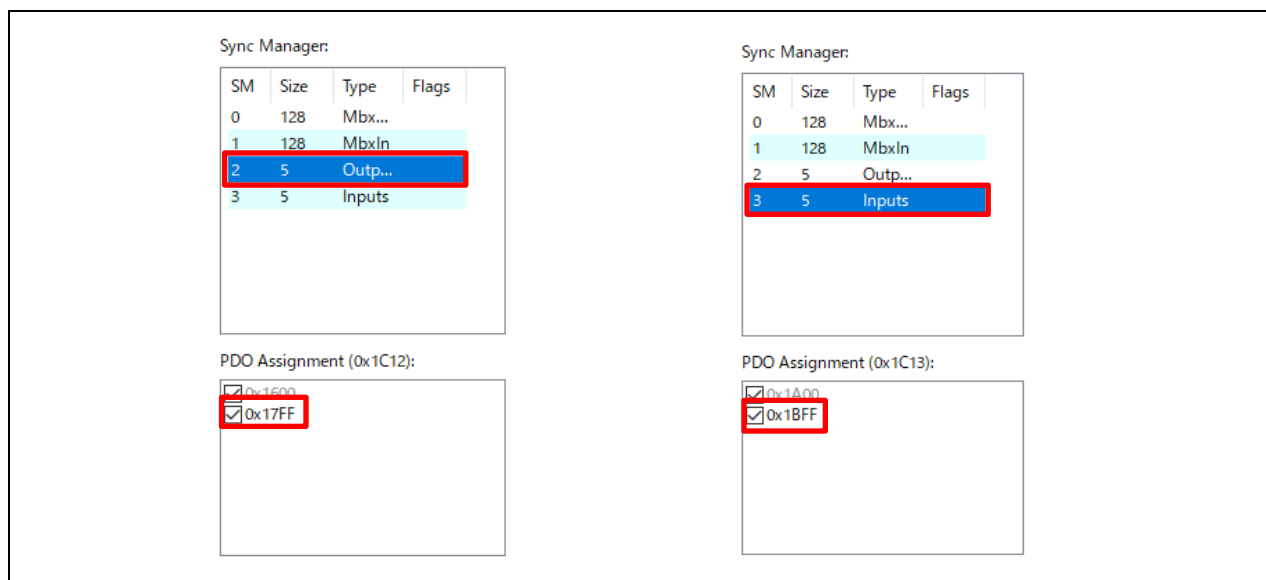 Sync Manager:
SM Size Type Flags
0 128 Mbx...
1 128 MbxIn
2 5 Outp...
3 5 Inputs
PDO Assignment (0x1C12):
0x1600
0x17FF
Sync Manager:
SM Size Type Flags
0 128 Mbx...
1 128 MbxIn
2 5 Outp...
3 5 Inputs
PDO Assignment (0x1C13):
0x1A00
0x1BFF